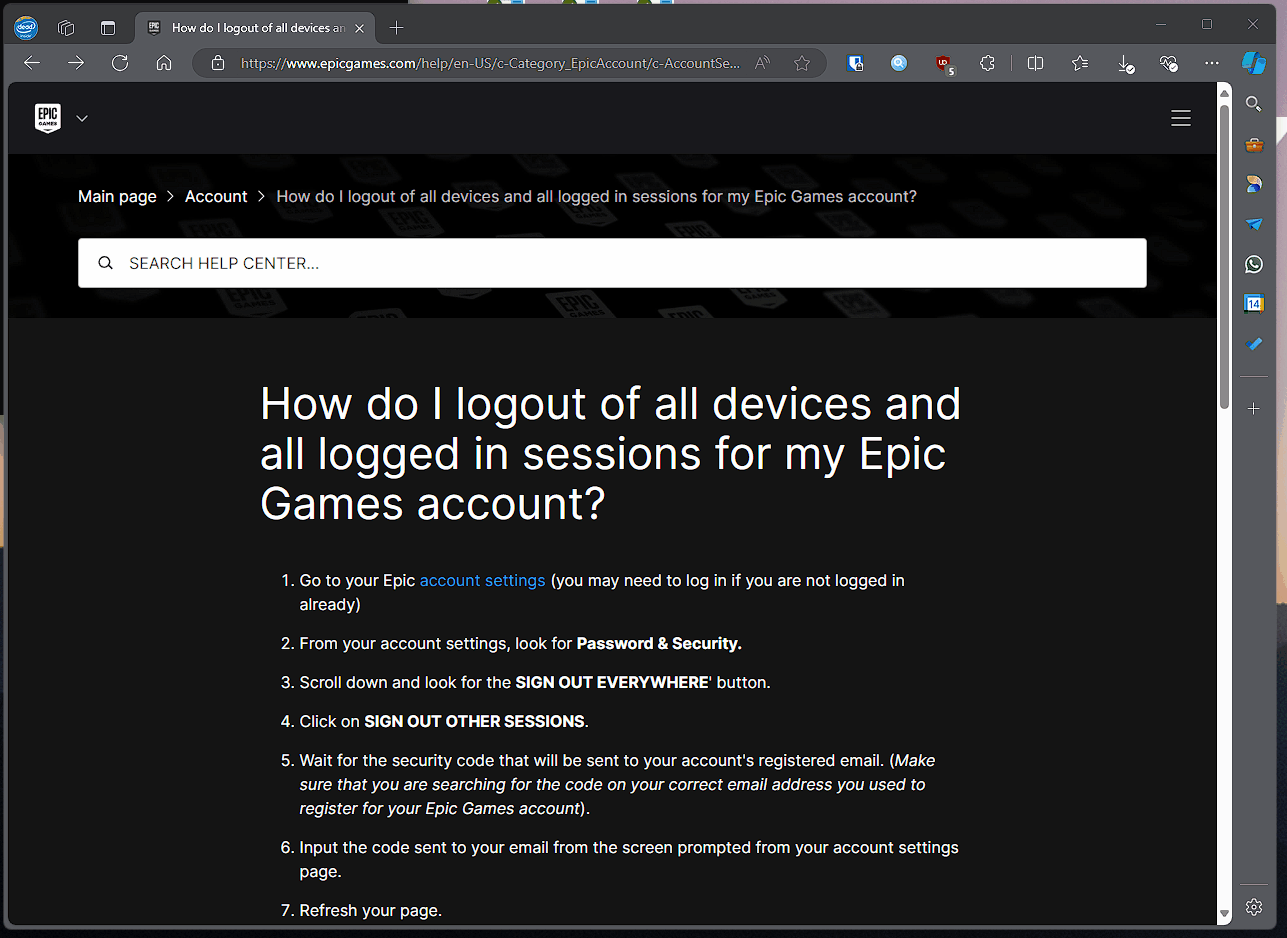 dead
inside
EPIC
GAMES
How do I logout of all devices an
https://www.epicgames.com/help/en-US/c-Category_EpicAccount/c-AccountSe...
UD
5
EPIC
GAMES
Main page > Account > How do I logout of all devices and all logged in sessions for my Epic Games account?
SEARCH HELP CENTER...
14
How do I logout of all devices and
all logged in sessions for my Epic
Games account?
1. Go to your Epic account settings (you may need to log in if you are not logged in
already)
2. From your account settings, look for Password & Security.
3. Scroll down and look for the SIGN OUT EVERYWHERE' button.
4. Click on SIGN OUT OTHER SESSIONS.
5. Wait for the security code that will be sent to your account's registered email. (Make
sure that you are searching for the code on your correct email address you used to
register for your Epic Games account).
6. Input the code sent to your email from the screen prompted from your account settings
page.
7. Refresh your page.